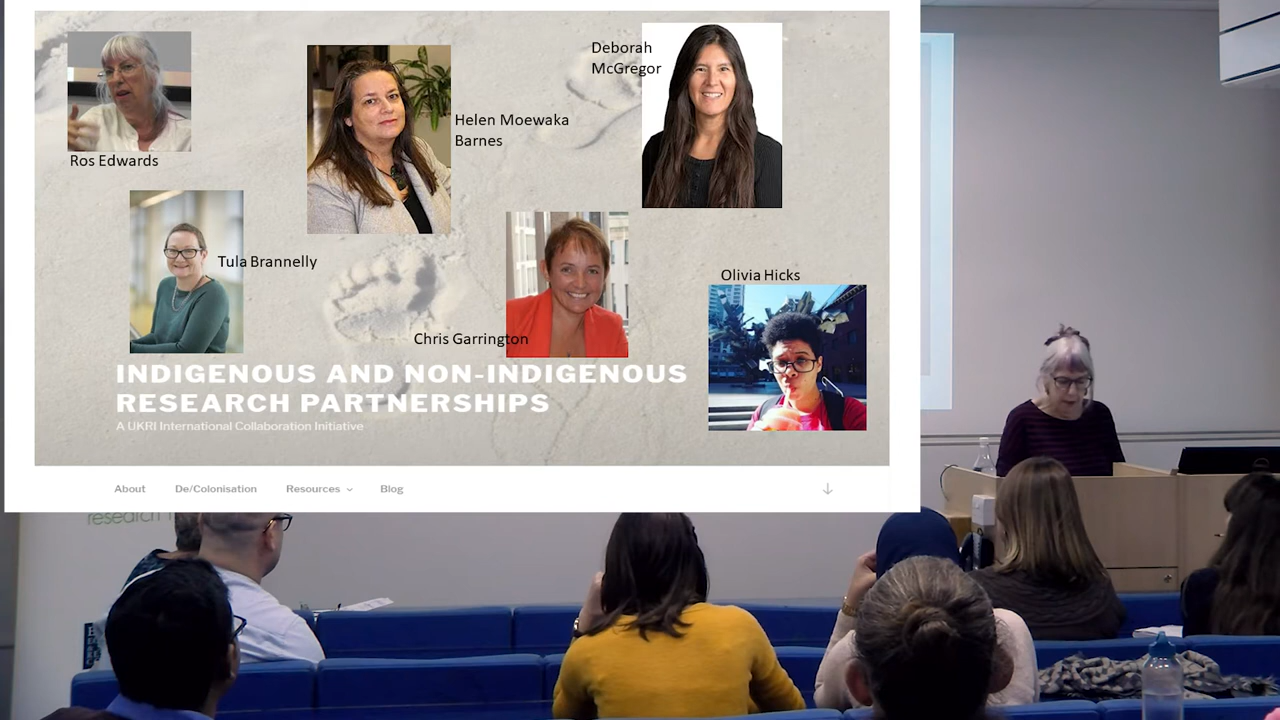 Deborah
McGregor
Helen Moewaka
Barnes
Ros Edwards
Tula Brannelly
Olivia Hicks
Chris Garrington
INDIGENOUS AND NON-INDIGENOUS
RESEARCH PARTNERSHIPS
A UKRI International Collaboration Initiative
About De/Colonisation Resources Blog
research